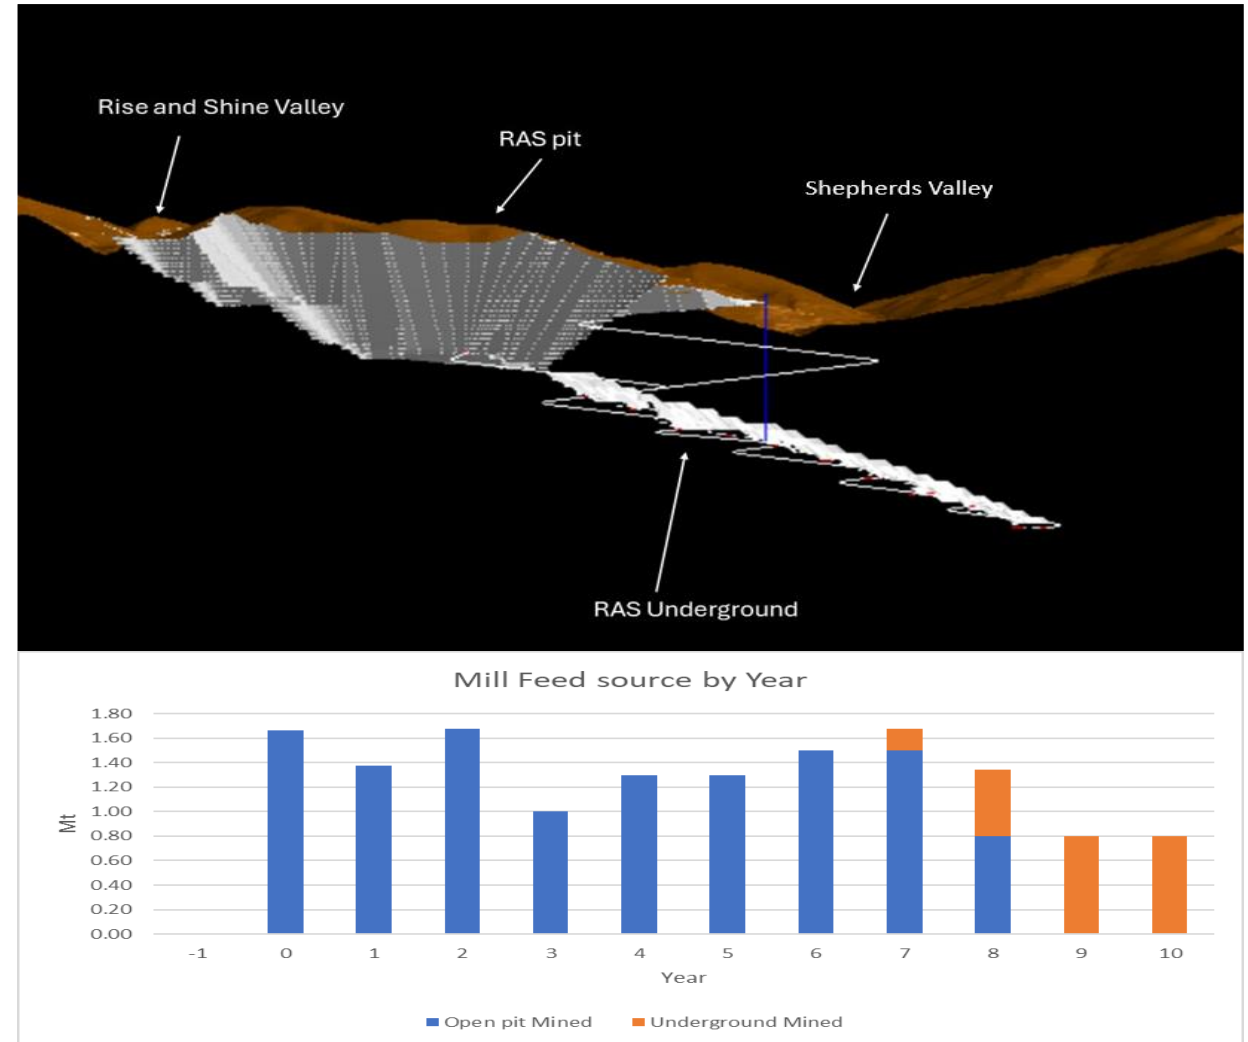 Rise and Shine Valley
RAS pit
Shepherds Valley
RAS Underground
Mill Feed source by Year
1.80
1.60
1.40
1.20
1.00
0.80
0.60
0.40
0.20
0.00
Mt
-1 0 1 2 3 4 5 6 7 8 9 10
Year
Open pit Mined Underground Mined